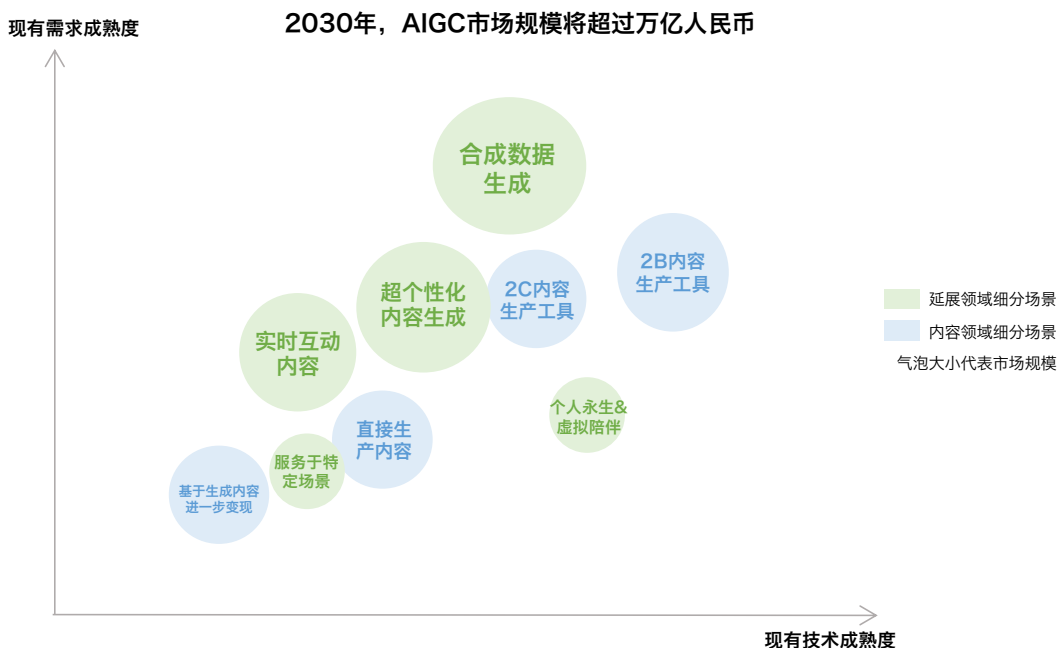 2030年，AIGC市场规模将超过万亿人民币
现有需求成熟度
合成数据
生成
2B内容
生产工具
超个性化
内容生成
2C内容
生产工具
实时互动
内容
延展领域细分场景
内容领域细分场景
气泡大小代表市场规模
个人永生&
虚拟陪伴
直接生
产内容
服务于特
定场景
基于生成内容
进一步变现
现有技术成熟度